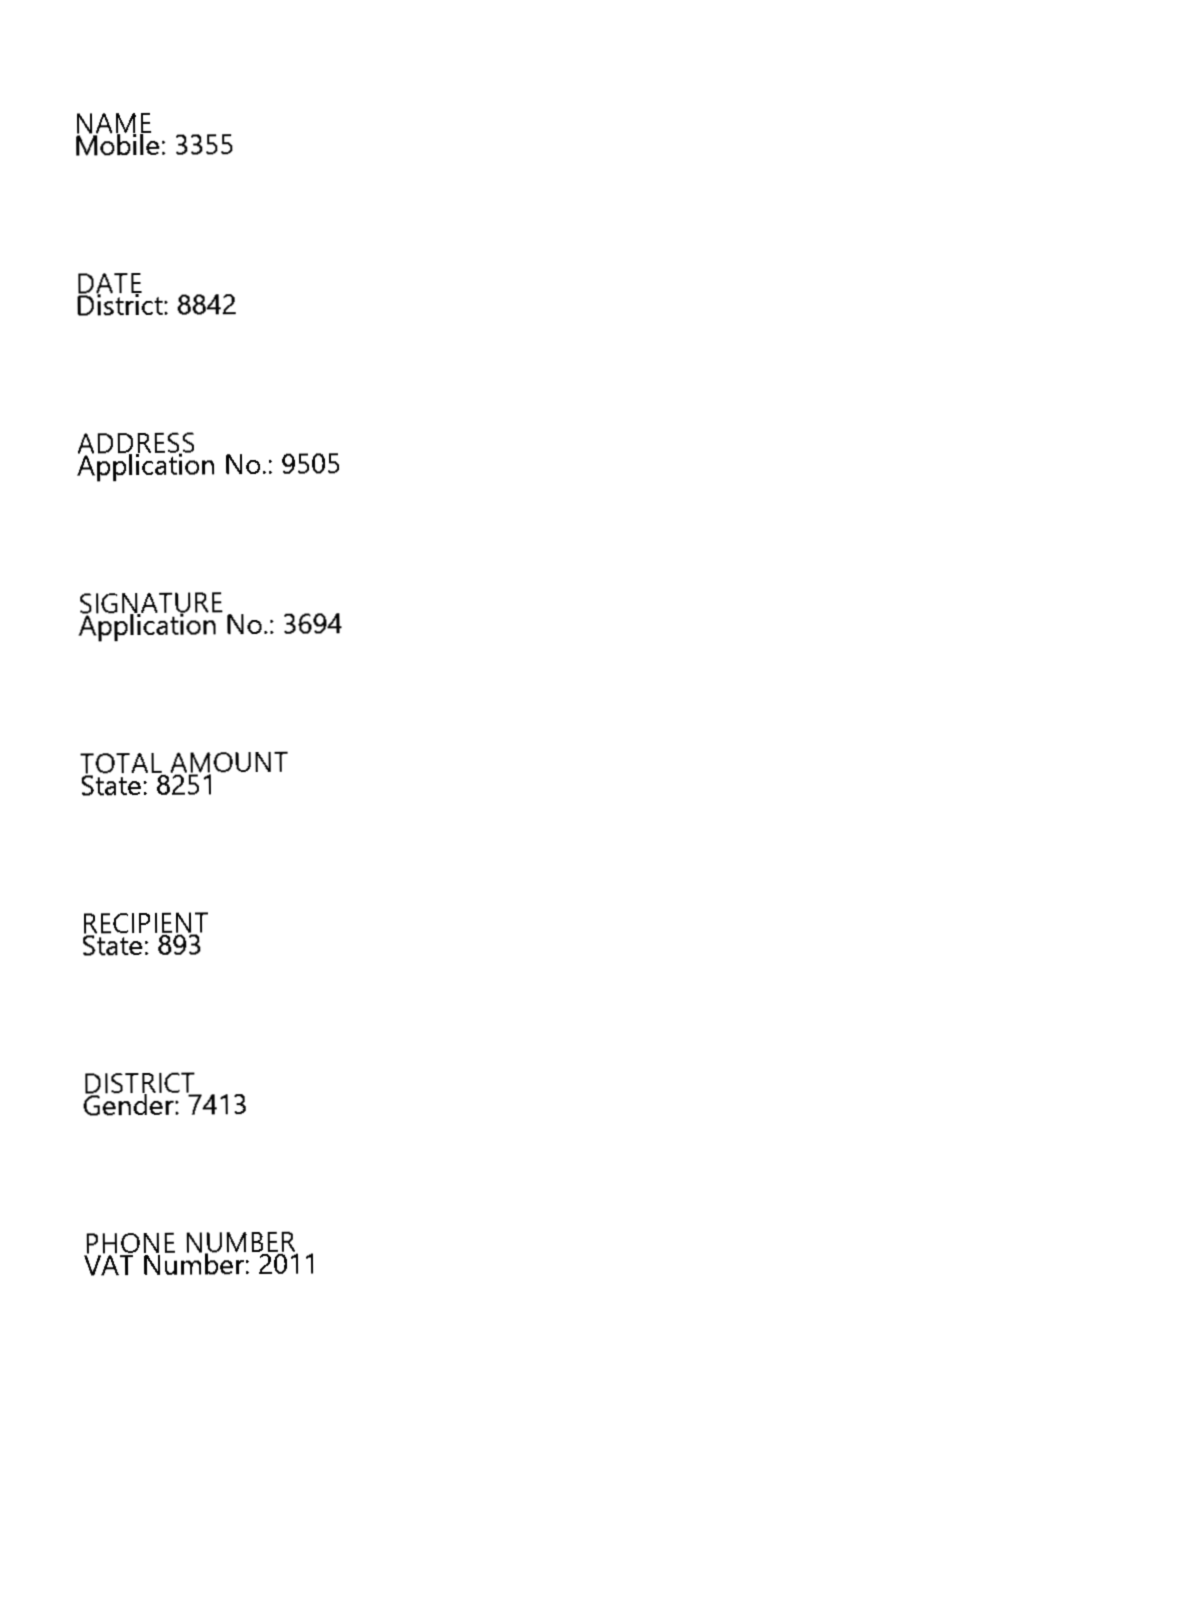 NAME
Mobile: 3355
DATE
District: 8842
ADDRESS
Application No.: 9505
SIGNATURE
Application No.: 3694
TOTAL AMOUNT
State: 8251
RECIPIENT
State: 893
DISTRICT
Gender: 7413
PHONE NUMBER
VAT Number: 2011